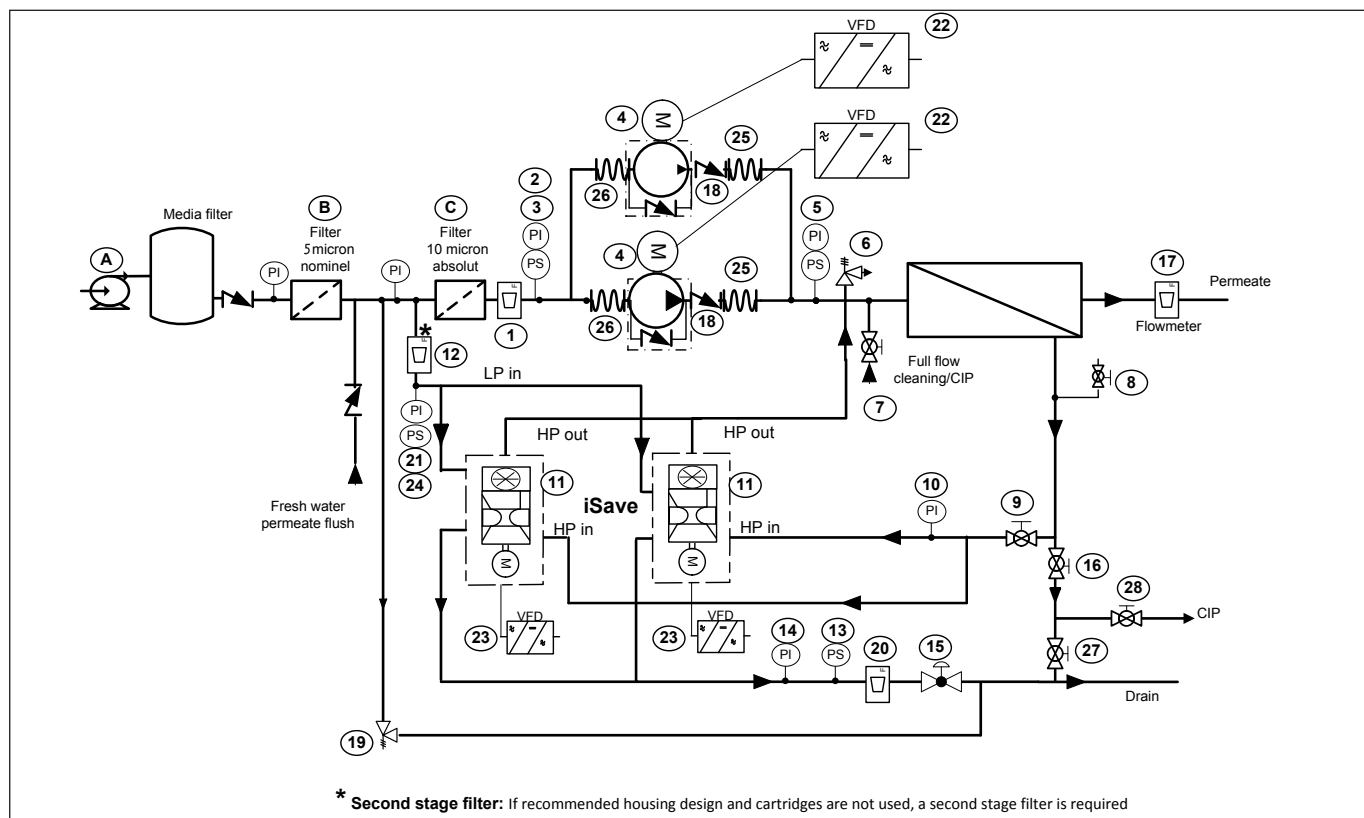 VFD
22
VFD
22
4
M
25
26
18
2
3
PI
PS
5
PI
PS
6
B
Filter
5 micron
nominel
C
Filter
10 micron
absolut
Media filter
A
PI
PI
F
1
4
M
25
26
18
17
Permeate
F
Flowmeter
*
F
12
LP in
Full flow
cleaning/CIP
7
8
PI
PS
21
24
HP out
HP out
Fresh water
permeate flush
11
iSave
11
HP in
HP in
M
M
10
PI
9
16
28
CIP
27
23
VFD
23
VFD
14
PI
13
PS
20
F
15
Drain
19
* Second stage filter: If recommended housing design and cartridges are not used, a second stage filter is required